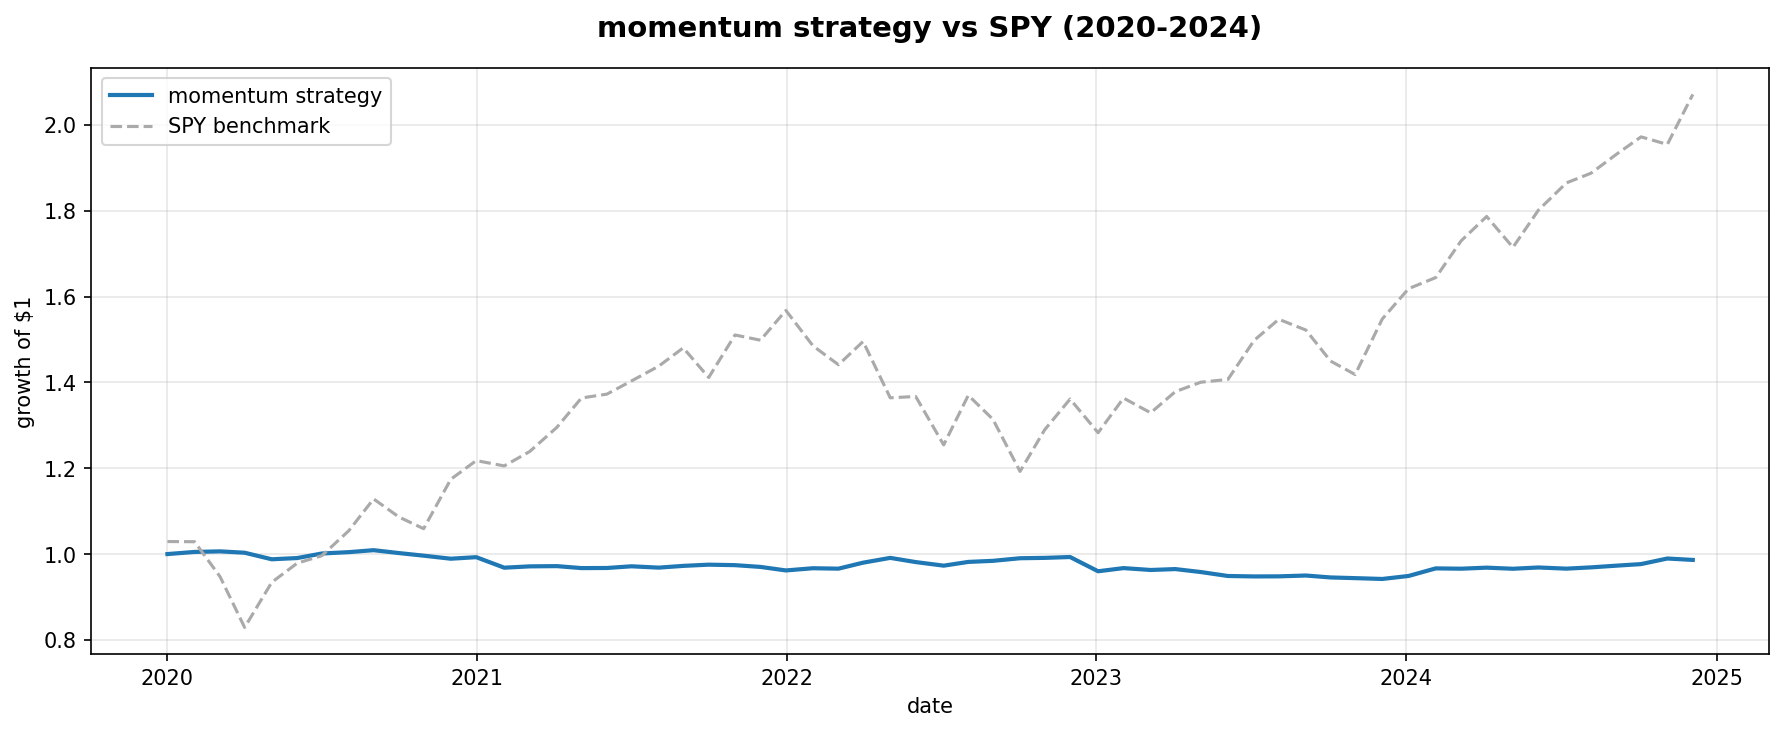 momentum strategy vs SPY (2020-2024)
momentum strategy
SPY benchmark
growth of $1
2.0
1.8
1.6
1.4
1.2
1.0
0.8
2020
2021
2022
2023
2024
2025
date